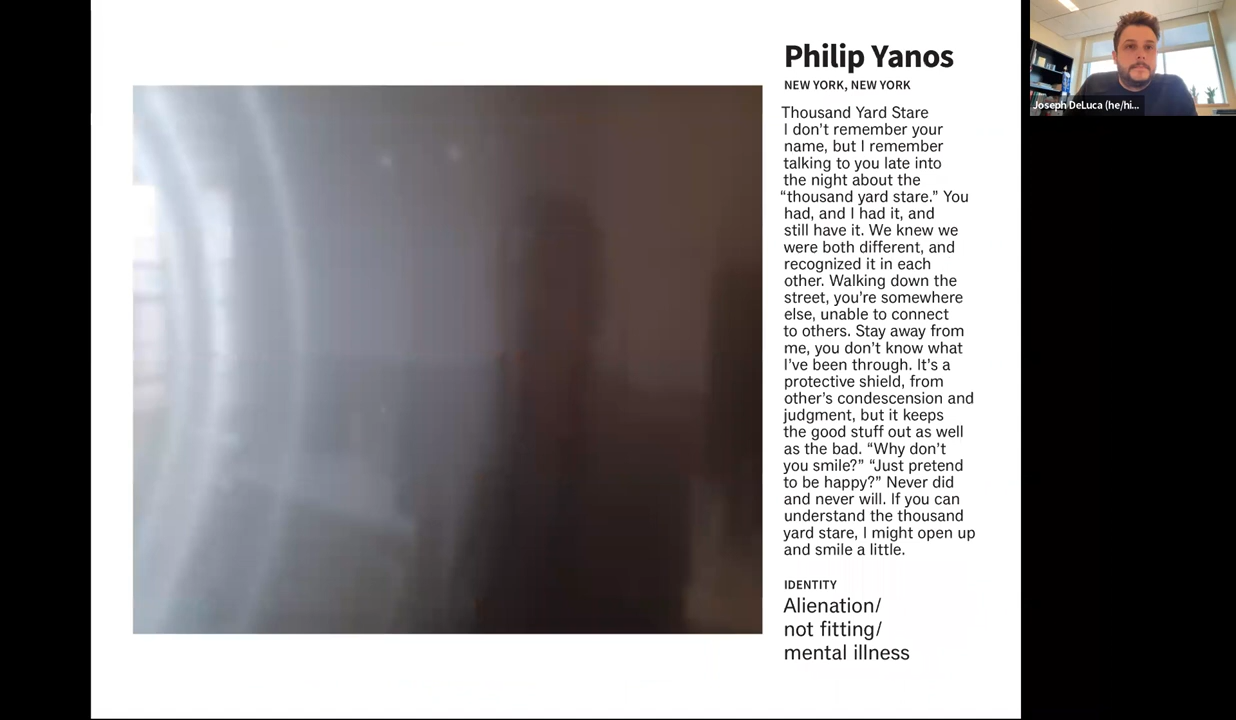 Philip Yanos
NEW YORK, NEW YORK
Thousand Yard Stare
I don't remember your
name, but I remember
talking to you late into
the night about the
“thousand yard stare.” You
had, and I had it, and
still have it. We knew we
were both different, and
recognized it in each
other. Walking down the
street, you're somewhere
else, unable to connect
to others. Stay away from
me, you don't know what
I've been through. It's a
protective shield, from
other's condescension and
judgment, but it keeps
the good stuff out as well
as the bad. “Why don't
you smile?” “Just pretend
to be happy?” Never did
and never will. If you can
understand the thousand
yard stare, I might open up
and smile a little.
IDENTITY
Alienation/
not fitting/
mental illness
Joseph DeLuca (he/hi...